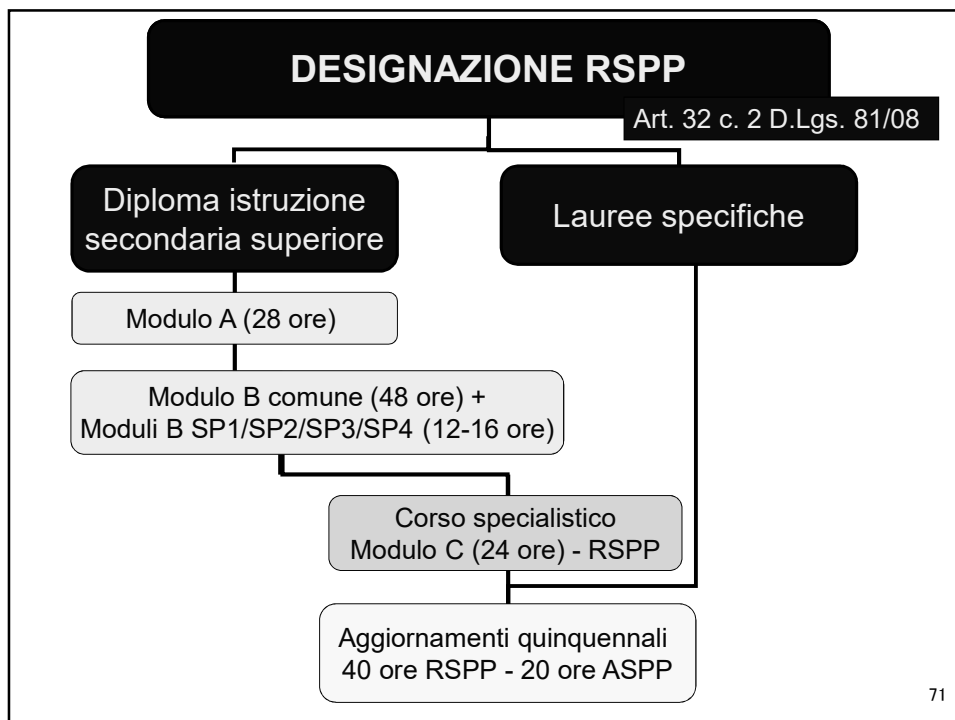 DESIGNAZIONE RSPP
Art. 32 c. 2 D.Lgs. 81/08
Diploma istruzione
secondaria superiore
Lauree specifiche
Modulo A (28 ore)
Modulo B comune (48 ore) +
Moduli B SP1/SP2/SP3/SP4 (12-16 ore)
Corso specialistico
Modulo C (24 ore) - RSPP
Aggiornamenti quinquennali
40 ore RSPP - 20 ore ASPP
71